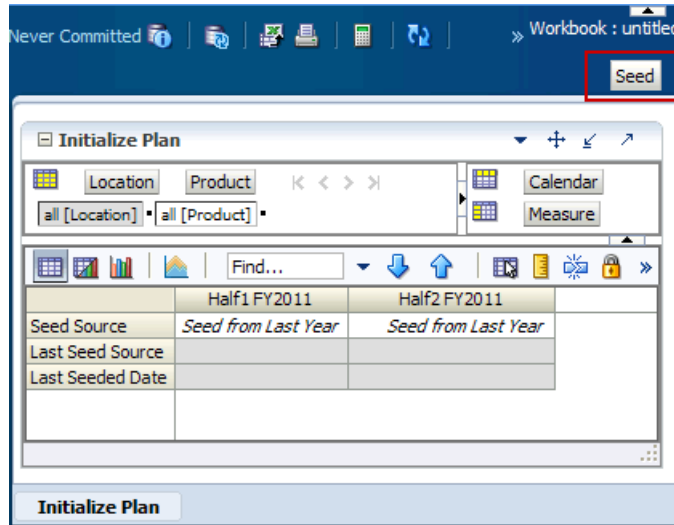 Never Committed
Workbook : untitled
Seed
Initialize Plan
Location Product Calendar
all [Location] all [Product] Measure
Find...
Half1 FY2011 Half2 FY2011
Seed Source Seed from Last Year Seed from Last Year
Last Seed Source
Last Seeded Date
Initialize Plan